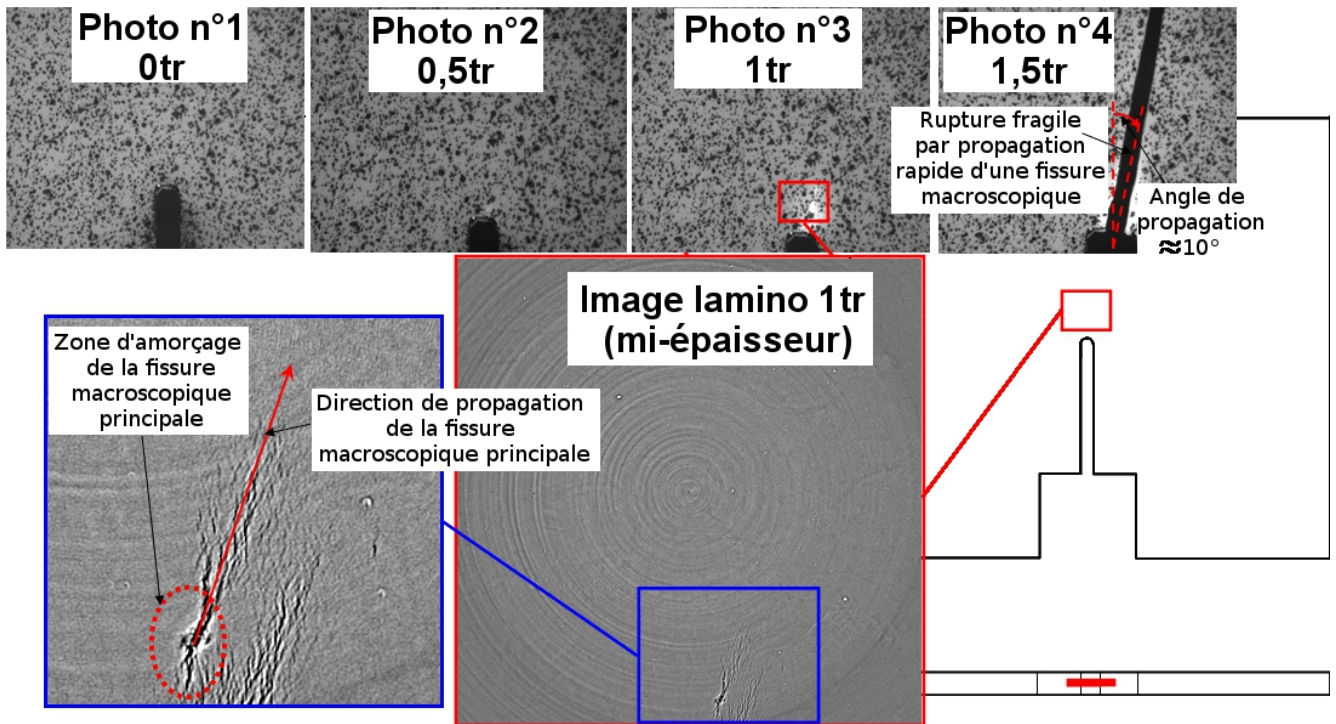 Photo n°1
0tr
Photo n°2
0,5tr
Photo n°3
1tr
Photo n°4
1,5tr
Rupture fragile
par propagation
rapide d'une fissure
macroscopique
Angle de
propagation
≈10°
Image lamino 1tr
(mi-épaisseur)
Zone d'amorçage
de la fissure
macroscopique
principale
Direction de propagation
de la fissure
macroscopique principale